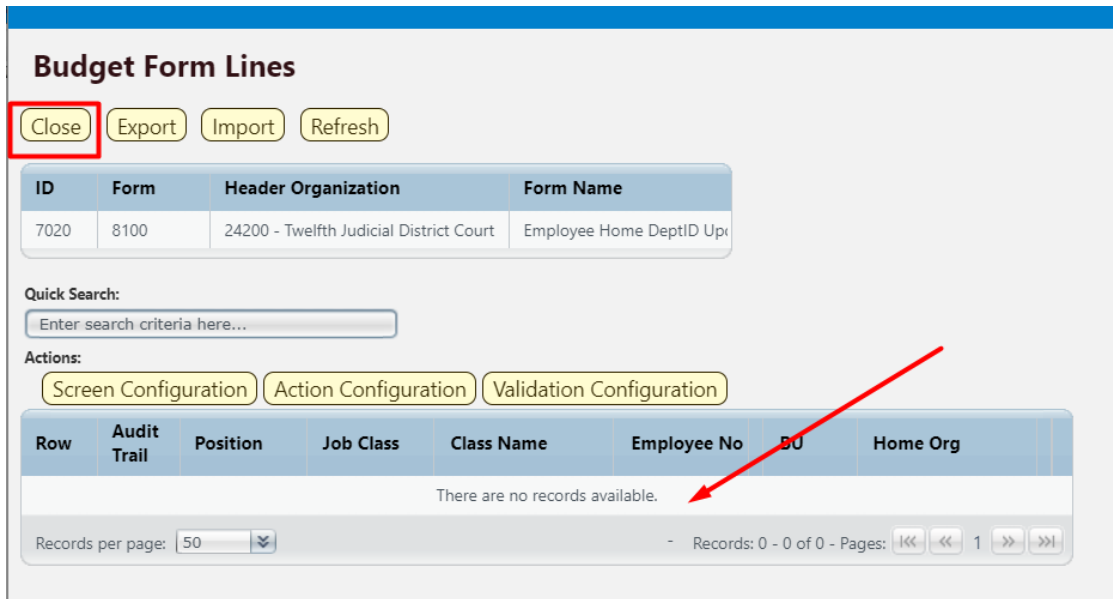 Budget Form Lines
Close Export Import Refresh
ID Form Header Organization Form Name
7020 8100 24200 - Twelfth Judicial District Court Employee Home DeptID
Quick Search:
Enter search criteria here...
Actions:
Screen Configuration Action Configuration Validation Configuration
Row Audit Trail Position Job Class Class Name Employee No BU Home Org
There are no records available.
Records per page: 50 - Records: 0 - 0 of 0 - Pages: 1